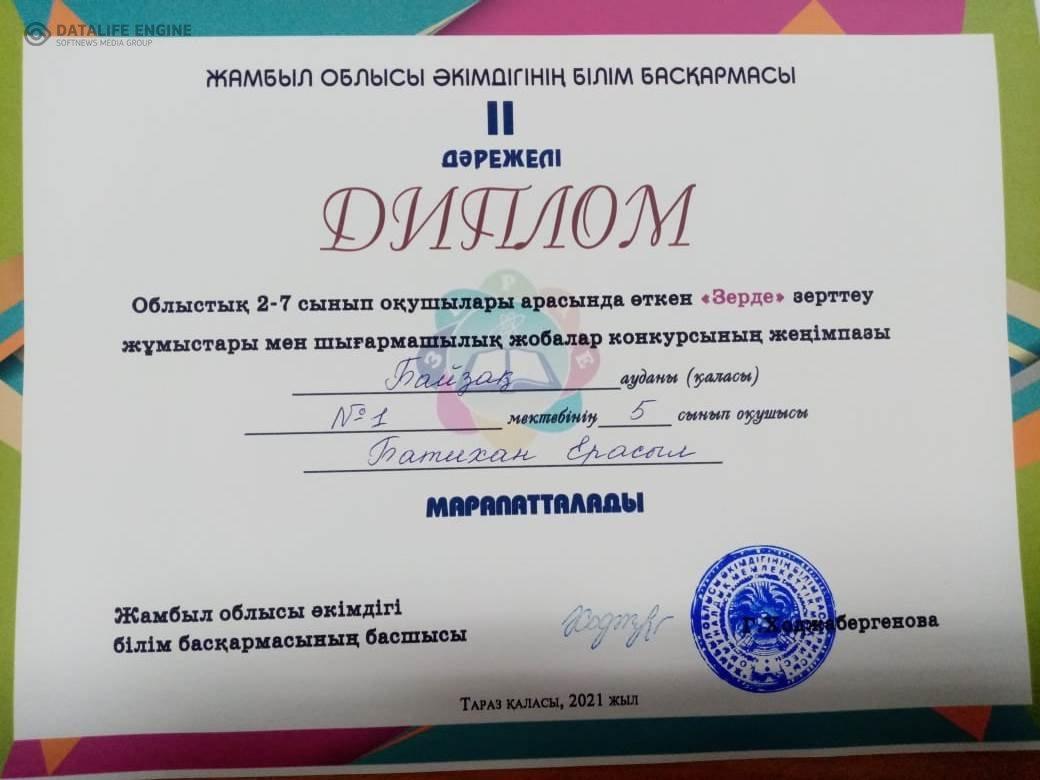 DATALIFE ENGINE
SOFTNEWS MEDIA GROUP
ЖАМБЫЛ ОБЛЫСЫ ӘКІМДІГІНІҢ БІЛІМ БАСҚАРМАСЫ
II
ДӘРЕЖЕЛІ
ДИПЛОМ
Облыстық 2-7 сынып оқушылары арасында өткен «Зерде» зерттеу
жұмыстары мен шығармашылық жобалар конкурсының жеңімпазы
Байзақ ауданы (қаласы)
№1 мектебінің 5 сынып оқушысы
Батихан Ерасыл
МАРАПАТТАЛАДЫ
Жамбыл облысы әкімдігі
білім басқармасының басшысы
Г. Ходжабергенова
Тараз қаласы, 2021 жыл